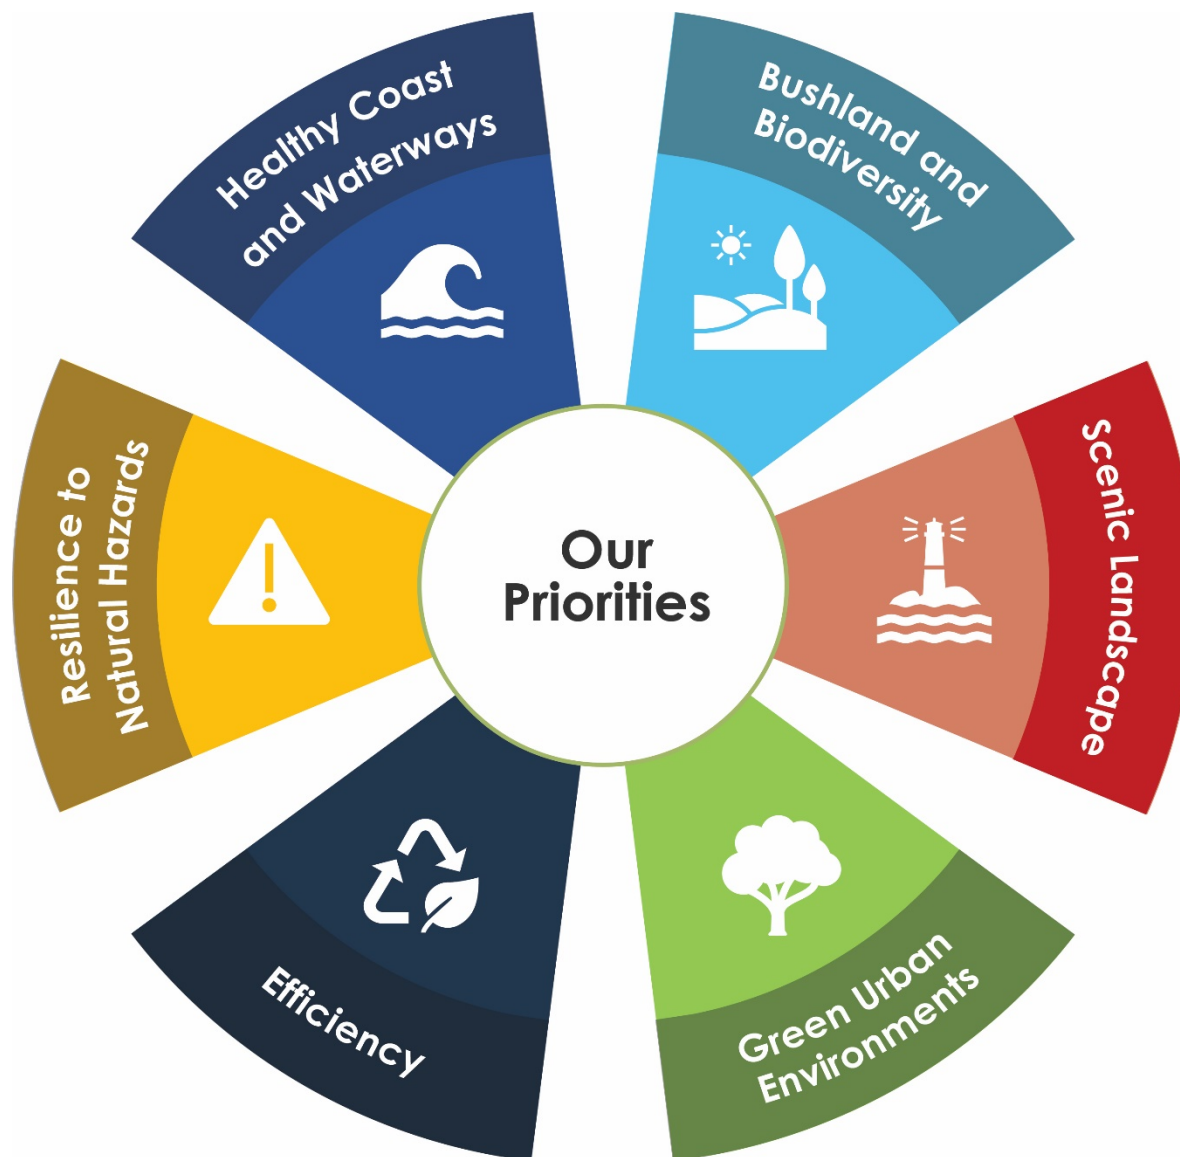 Our
Priorities
Healthy Coast
and Waterways
Bushland and
Biodiversity
Scenic Landscape
Green Urban
Environments
Efficiency
Resilience to
Natural Hazards